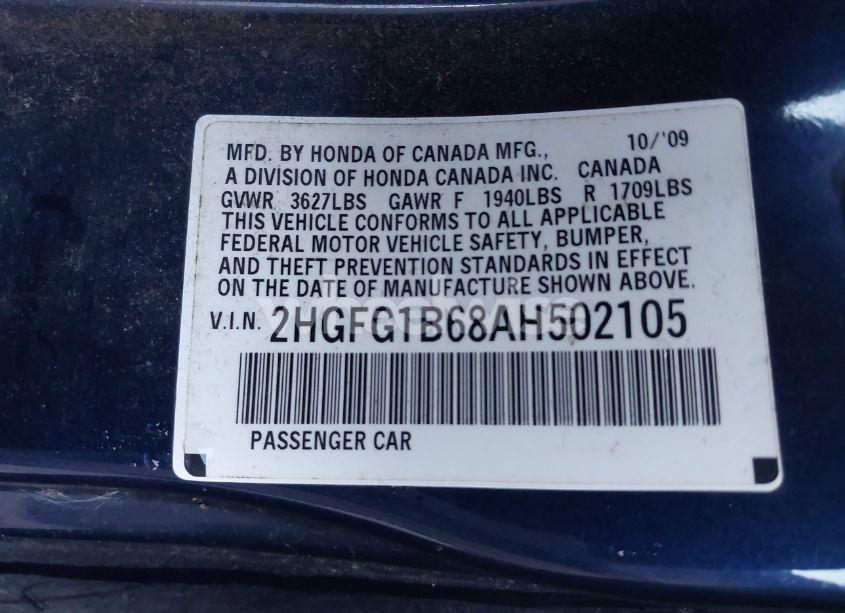 MFD. BY HONDA OF CANADA MFG., 10/'09
A DIVISION OF HONDA CANADA INC. CANADA
GVWR 3627LBS GAWR F 1940LBS R 1709LBS
THIS VEHICLE CONFORMS TO ALL APPLICABLE
FEDERAL MOTOR VEHICLE SAFETY, BUMPER,
AND THEFT PREVENTION STANDARDS IN EFFECT
ON THE DATE OF MANUFACTURE SHOWN ABOVE.
V.I.N. 2HGFG1B68AH502105
PASSENGER CAR